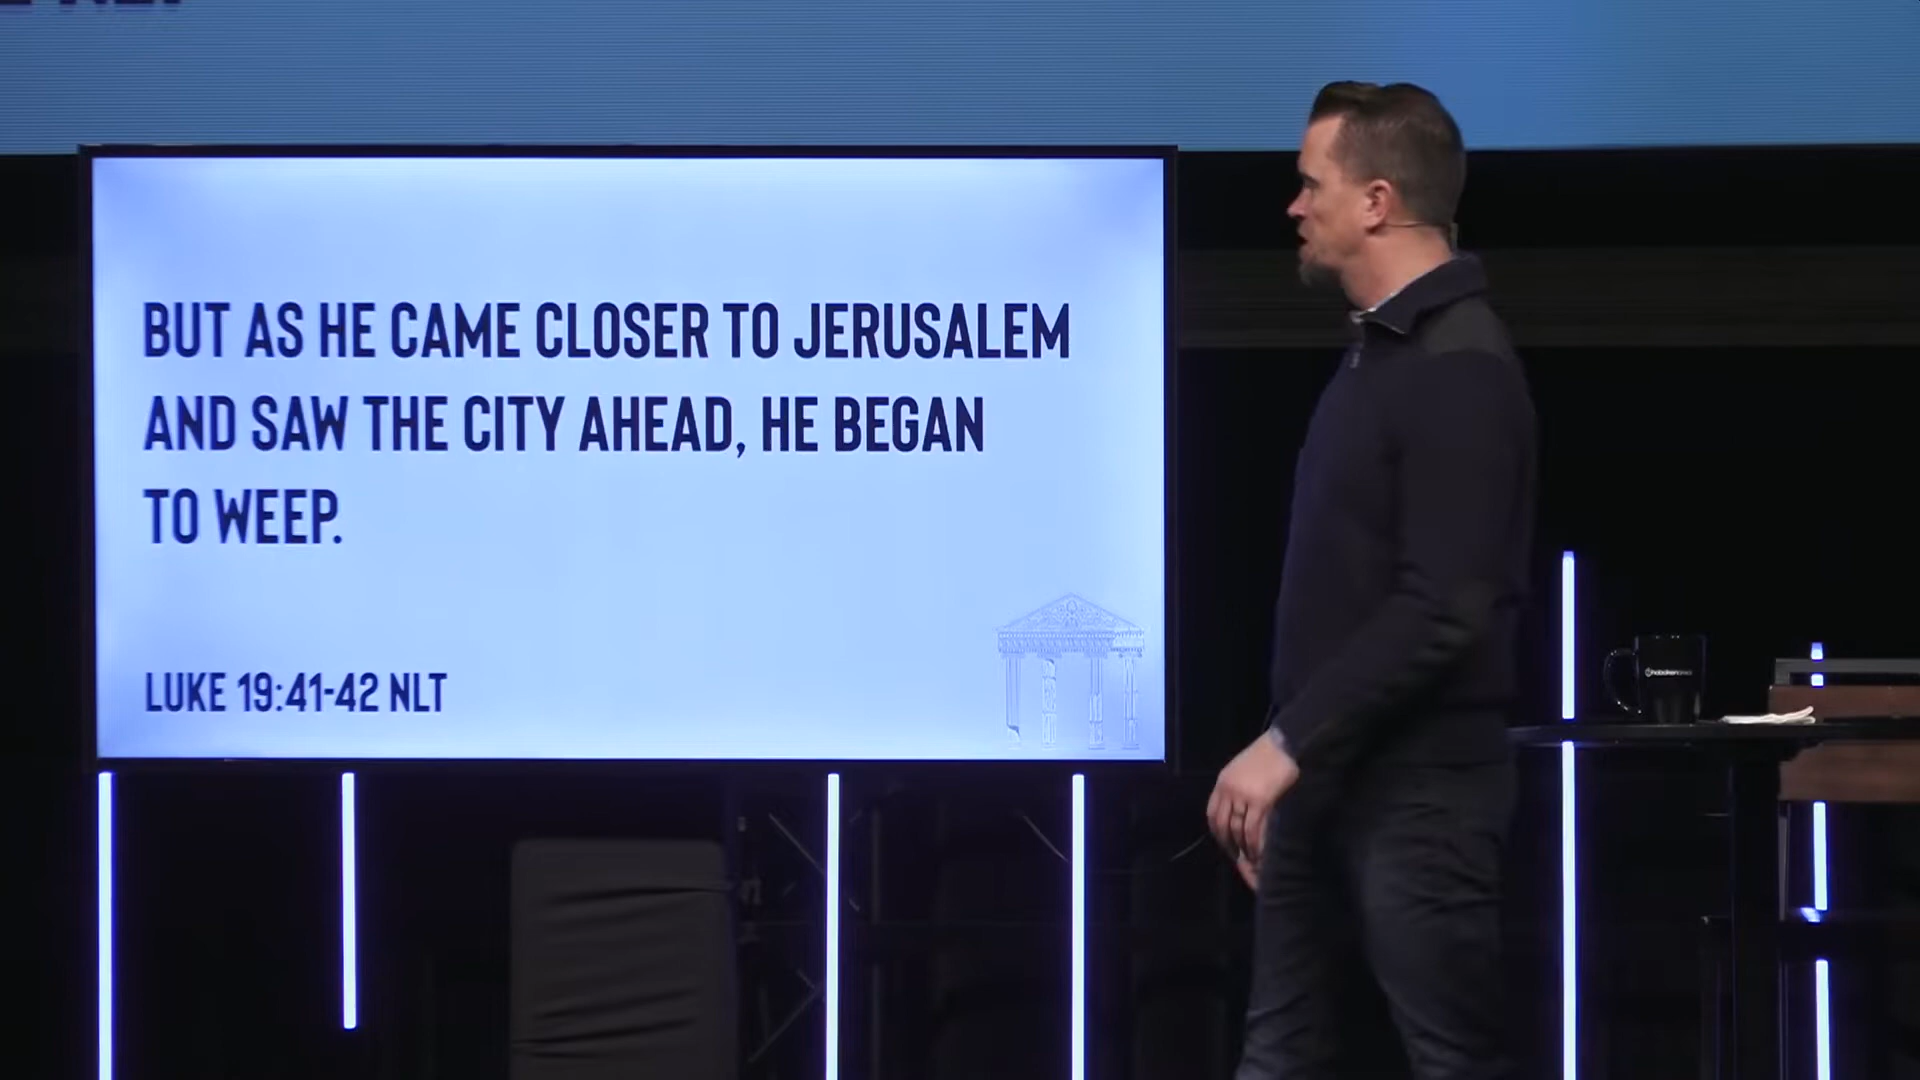 BUT AS HE CAME CLOSER TO JERUSALEM
AND SAW THE CITY AHEAD, HE BEGAN
TO WEEP.
LUKE 19:41-42 NLT